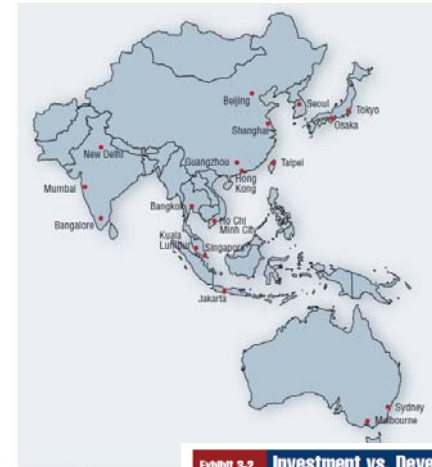 Beijing
Seoul
Tokyo
Osaka
Shanghai
New Delhi
Guangzhou
Taipei
Hong
Kong
Mumbai
Bangkok
Ho Chi
Minh City
Bangalore
Kuala
Lumpur
Singapore
Jakarta
Sydney
Melbourne
Exhibit 3-2 Investment vs. Deve